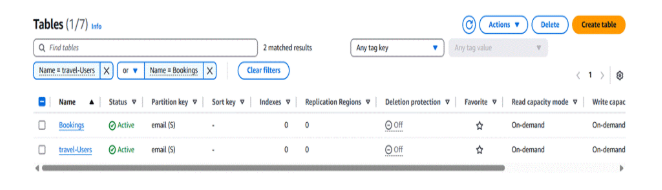 Tables (1/7) Info
Actions Delete Create table
Find tables 2 matched results Any tag key Any tag value
Name = travel-Users or Name = Bookings Clear filters
1
Name Status Partition key Sort key Indexes Replication Regions Deletion protection Favorite Read capacity mode Write capac
Bookings Active email (S) - 0 0 Off On-demand On-demand
travel-Users Active email (S) - 0 0 Off On-demand On-demand